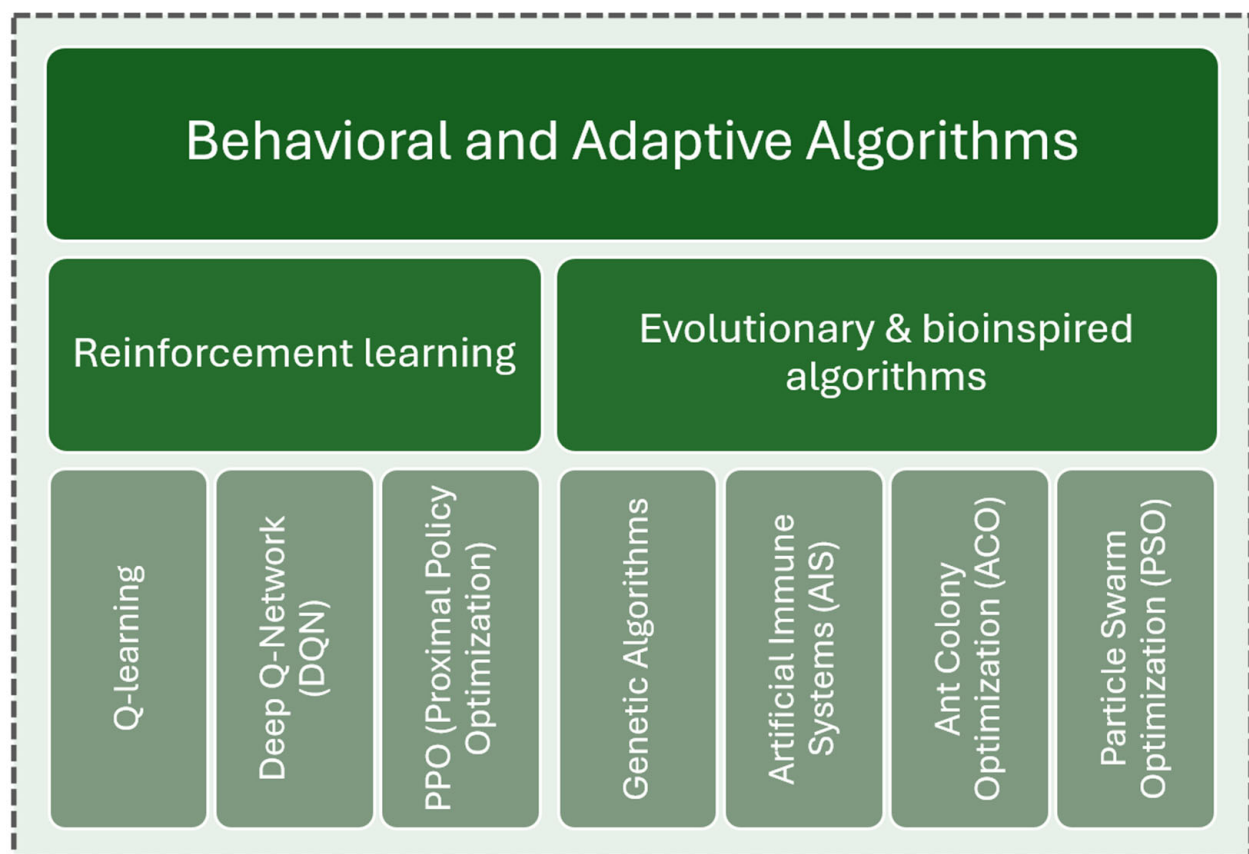 Behavioral and Adaptive Algorithms
Reinforcement learning
Evolutionary & bioinspired
algorithms
Q-learning
Deep Q-Network
(DQN)
PPO (Proximal Policy
Optimization)
Genetic Algorithms
Artificial Immune
Systems (AIS)
Ant Colony
Optimization (ACO)
Particle Swarm
Optimization (PSO)